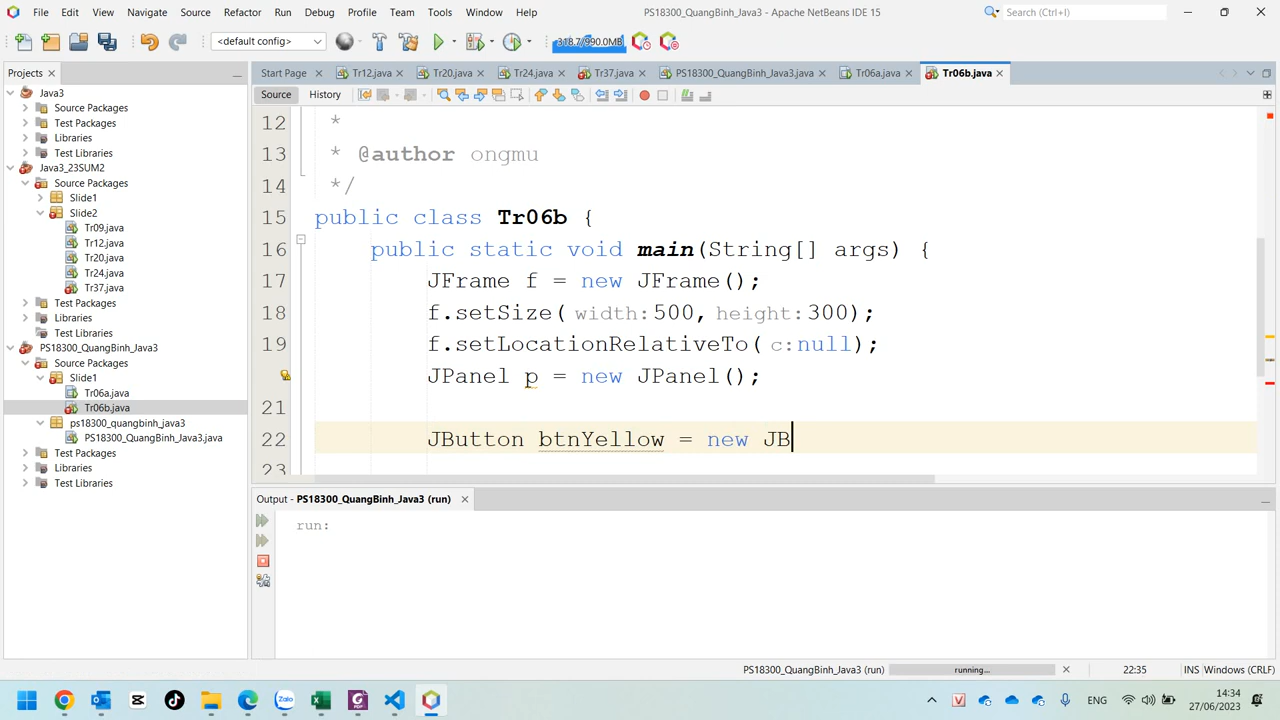 File Edit View Navigate Source Refactor Run Debug Profile Team Tools Window Help
PS18300_QuangBinh_Java3 - Apache NetBeans IDE 15
Search (Ctrl+I)
<default config>
318.7/990.0MB
Projects
Start Page Tr12.java Tr20.java Tr24.java Tr37.java PS18300_QuangBinh_Java3.java Tr06a.java Tr06b.java
Source History
Java3
Source Packages
Test Packages
Libraries
Test Libraries
Java3_23SUM2
Source Packages
Slide1
Slide2
Tr09.java
Tr12.java
Tr20.java
Tr24.java
Tr37.java
Test Packages
Libraries
Test Libraries
PS18300_QuangBinh_Java3
Source Packages
Slide1
Tr06a.java
Tr06b.java
ps18300_quangbinh_java3
PS18300_QuangBinh_Java3.java
Test Packages
Libraries
Test Libraries
12 *
13 * @author ongmu
14 */
15 public class Tr06b {
16 public static void main(String[] args) {
17 JFrame f = new JFrame();
18 f.setSize( width: 500, height: 300);
19 f.setLocationRelativeTo( c: null);
JPanel p = new JPanel();
21
22 JButton btnYellow = new JB
23
Output - PS18300_QuangBinh_Java3 (run)
run:
PS18300_QuangBinh_Java3 (run) running... 22:35 INS Windows (CRLF)
Zalo
ENG
14:34
27/06/2023